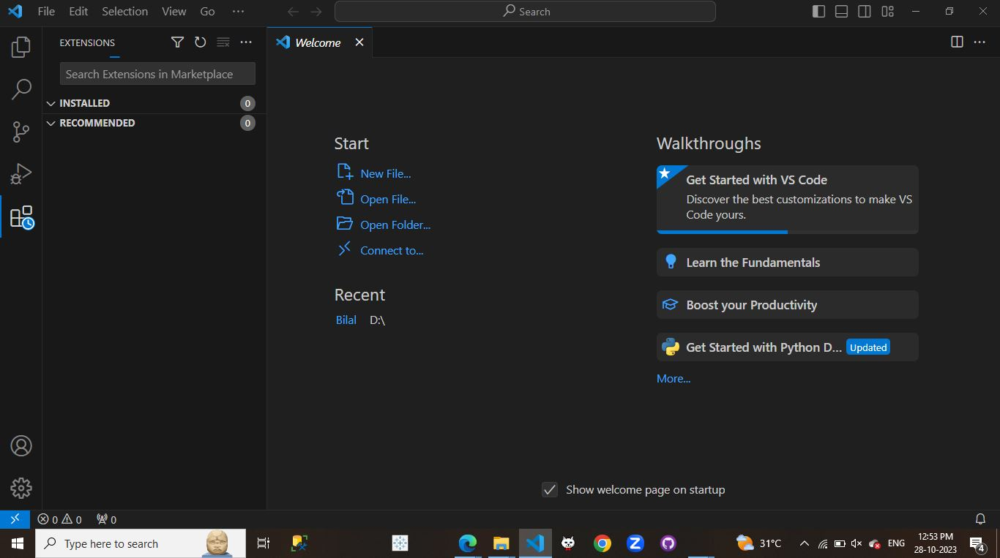 File Edit Selection View Go ···
Search
EXTENSIONS
Welcome
Search Extensions in Marketplace
INSTALLED 0
RECOMMENDED 0
Start
New File...
Open File...
Open Folder...
Connect to...
Recent
Bilal D:\
Walkthroughs
Get Started with VS Code
Discover the best customizations to make VS
Code yours.
Learn the Fundamentals
Boost your Productivity
Get Started with Python D... Updated
More...
Show welcome page on startup
0 0 0
Type here to search
Z
31°C
ENG
12:53 PM
28-10-2023
4